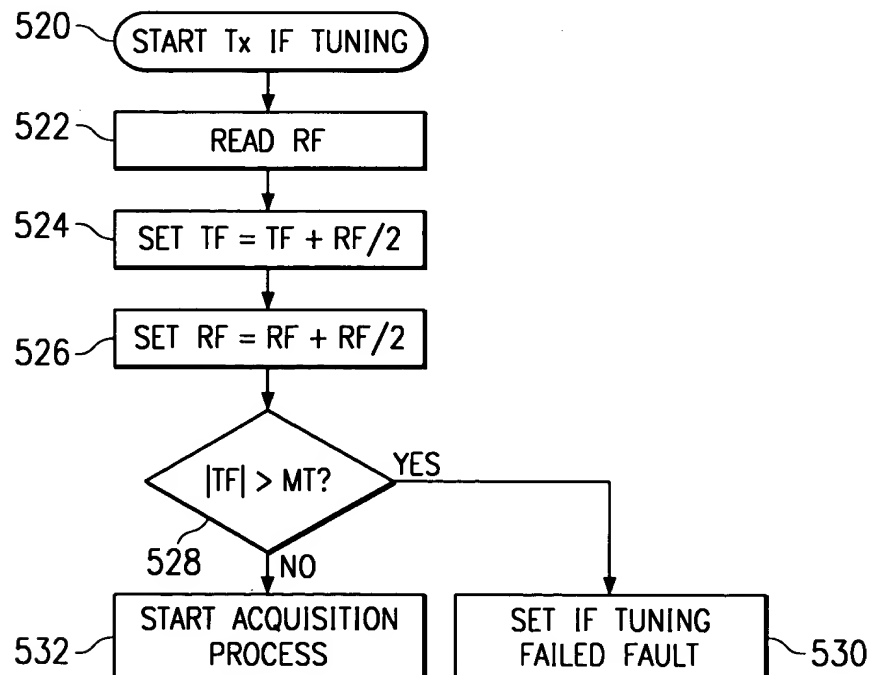 520
START Tx IF TUNING
522
READ RF
524
SET TF = TF + RF/2
526
SET RF = RF + RF/2
|TF| > MT?
YES
528
NO
532
START ACQUISITION
PROCESS
SET IF TUNING
FAILED FAULT
530